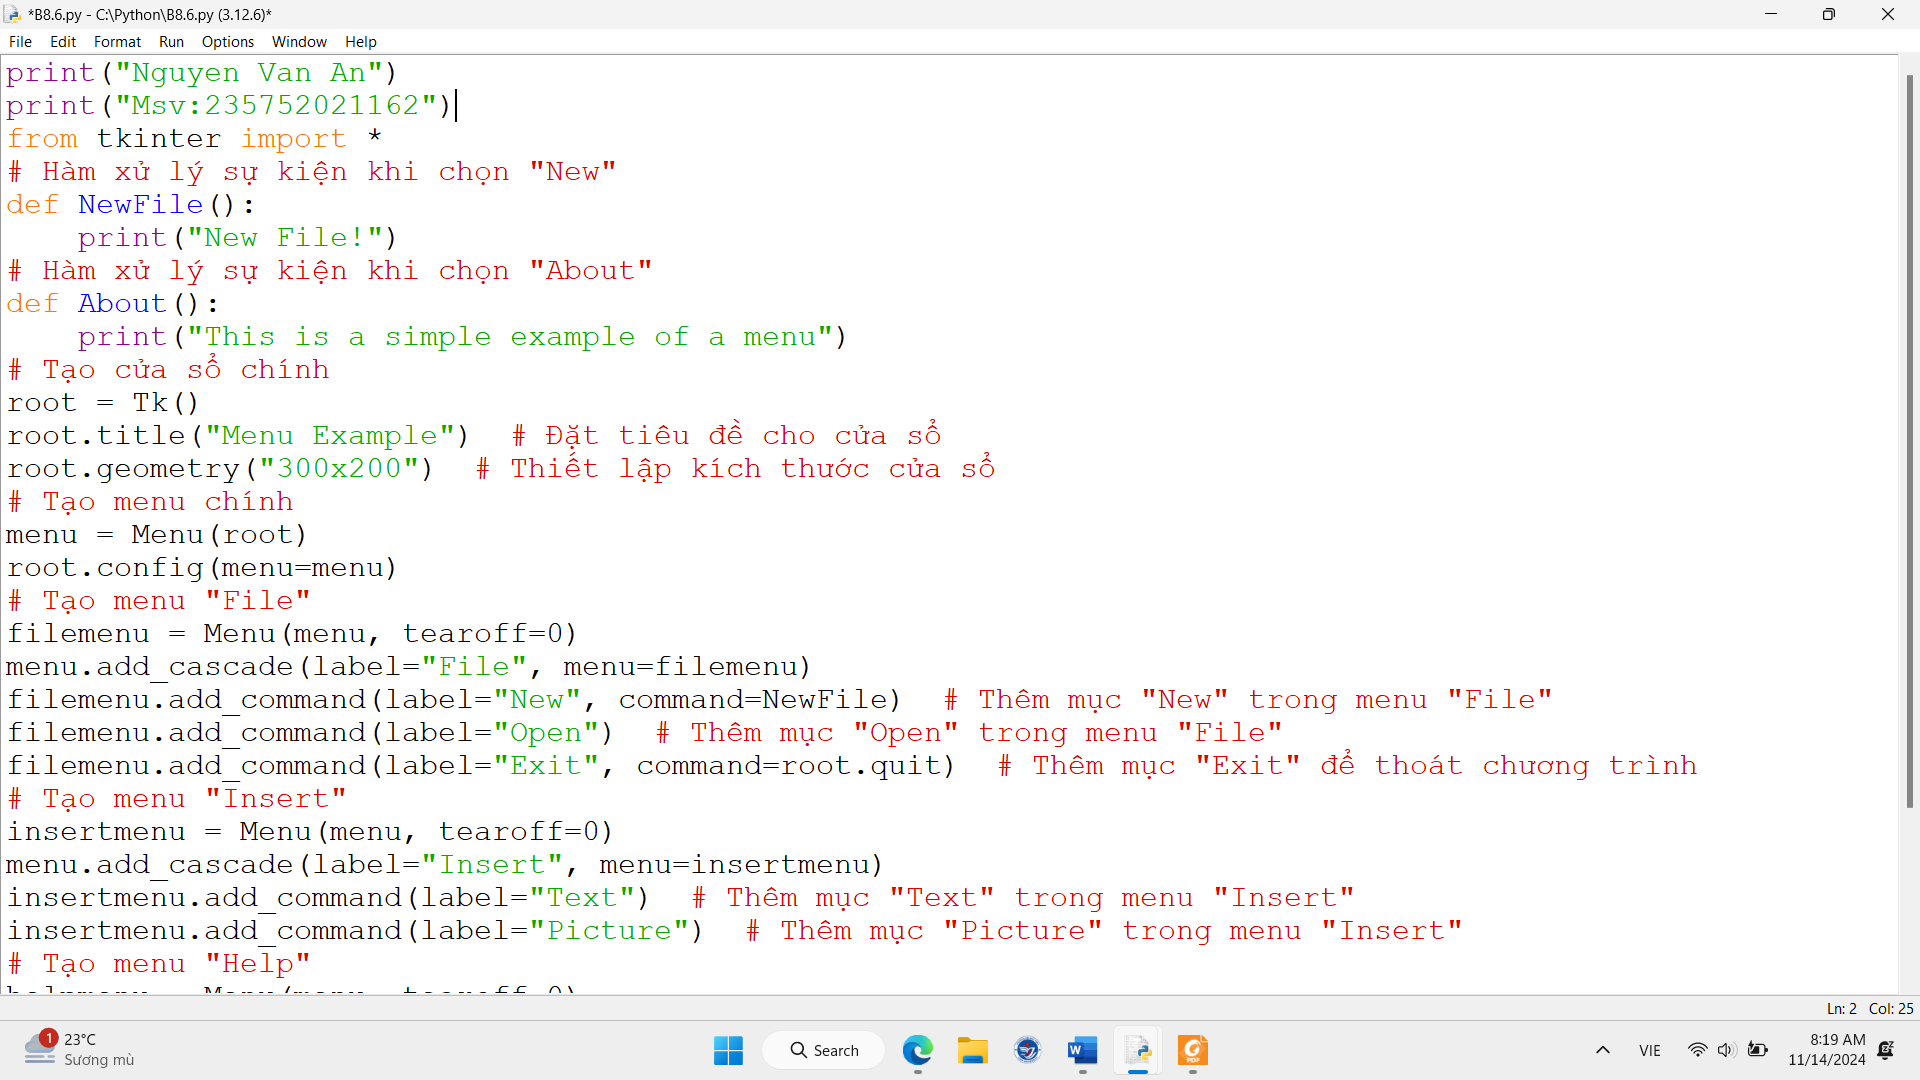 *B8.6.py - C:\Python\B8.6.py (3.12.6)*
File Edit Format Run Options Window Help
print("Nguyen Van An")
print("Msv:235752021162")
from tkinter import *
# Hàm xử lý sự kiện khi chọn "New"
def NewFile():
    print("New File!")
# Hàm xử lý sự kiện khi chọn "About"
def About():
    print("This is a simple example of a menu")
# Tạo cửa sổ chính
root = Tk()
root.title("Menu Example")  # Đặt tiêu đề cho cửa sổ
root.geometry("300x200")  # Thiết lập kích thước cửa sổ
# Tạo menu chính
menu = Menu(root)
root.config(menu=menu)
# Tạo menu "File"
filemenu = Menu(menu, tearoff=0)
menu.add_cascade(label="File", menu=filemenu)
filemenu.add_command(label="New", command=NewFile)  # Thêm mục "New" trong menu "File"
filemenu.add_command(label="Open")  # Thêm mục "Open" trong menu "File"
filemenu.add_command(label="Exit", command=root.quit)  # Thêm mục "Exit" để thoát chương trình
# Tạo menu "Insert"
insertmenu = Menu(menu, tearoff=0)
menu.add_cascade(label="Insert", menu=insertmenu)
insertmenu.add_command(label="Text")  # Thêm mục "Text" trong menu "Insert"
insertmenu.add_command(label="Picture")  # Thêm mục "Picture" trong menu "Insert"
# Tạo menu "Help"
helpmenu = Menu(menu, tearoff=0)
Ln: 2 Col: 25
1
23°C
Sương mù
Search
W
PDF
VIE
8:19 AM
11/14/2024